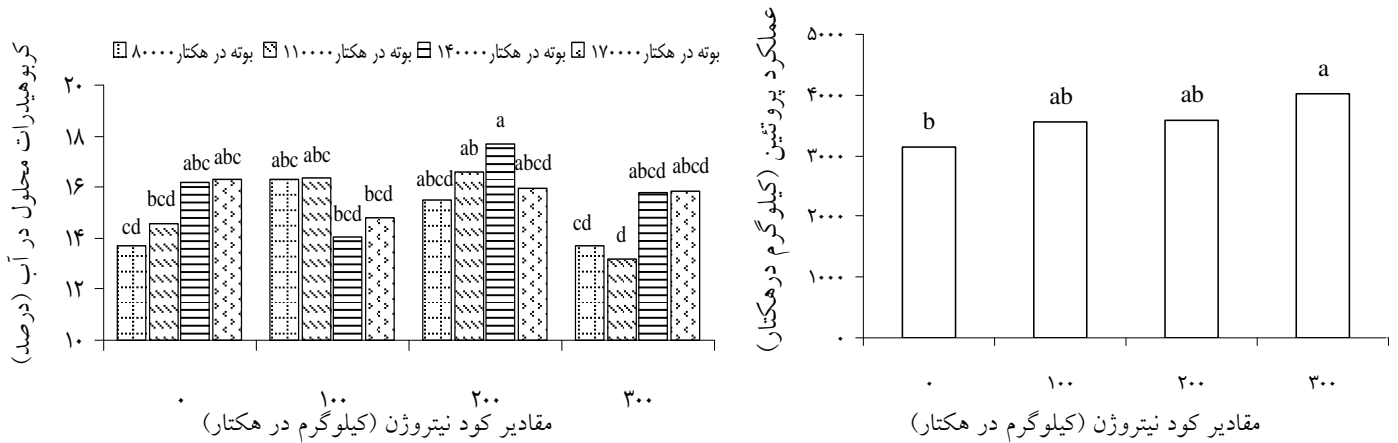 بوته در هکتار۸۰۰۰۰ بوته در هکتار۱۱۰۰۰۰ بوته در هکتار۱۴۰۰۰۰ بوته در هکتار۱۷۰۰۰۰
کربوهیدرات محلول در آب (درصد)
۲۰
۱۸
۱۶
۱۴
۱۲
۱۰
cd bcd abc abc
abc abc bcd bcd
abcd ab a abcd
cd d abcd abcd
۰ ۱۰۰ ۲۰۰ ۳۰۰
مقادیر کود نیتروژن (کیلوگرم در هکتار)
عملکرد پروتئین (کیلوگرم درهکتار)
۵۰۰۰
۴۰۰۰
۳۰۰۰
۲۰۰۰
۱۰۰۰
۰
b ab ab a
۰ ۱۰۰ ۲۰۰ ۳۰۰
مقادیر کود نیتروژن (کیلوگرم در هکتار)